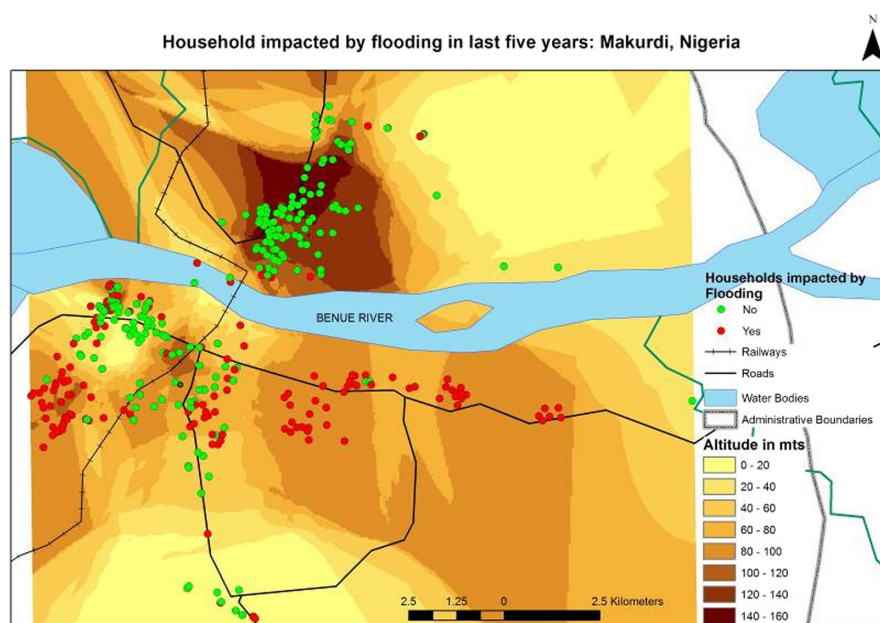 N
Household impacted by flooding in last five years: Makurdi, Nigeria
BENUE RIVER
Households impacted by
Flooding
No
Yes
Railways
Roads
Water Bodies
Administrative Boundaries
Altitude in mts
0 - 20
20 - 40
40 - 60
60 - 80
80 - 100
100 - 120
120 - 140
140 - 160
2.5 1.25 0 2.5 Kilometers